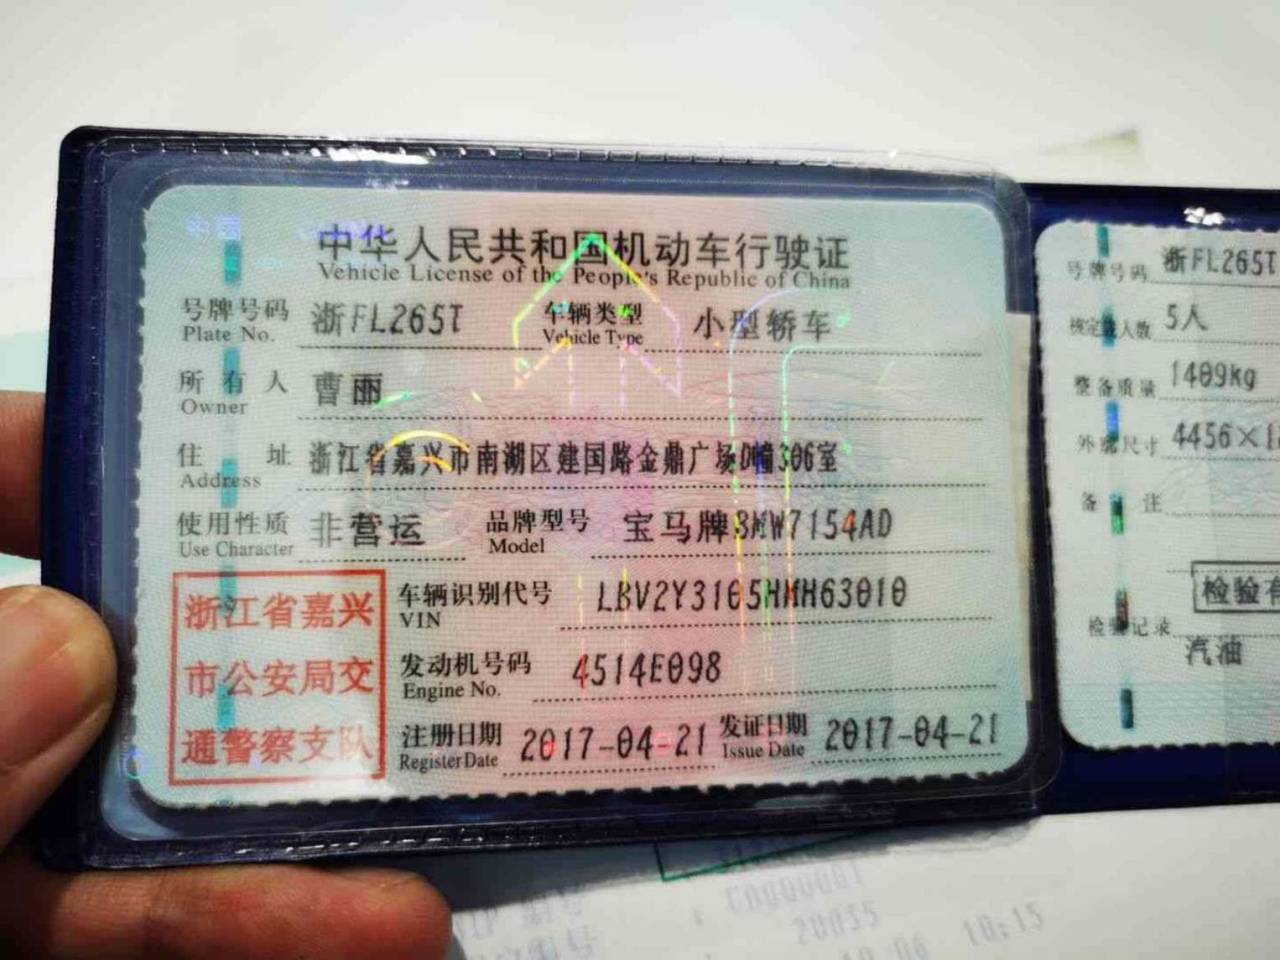 中华人民共和国机动车行驶证
Vehicle License of the People's Republic of China
号牌号码 浙FL265T 车辆类型 小型轿车
Plate No. Vehicle Type
所有人 曹丽
Owner
住址 浙江省嘉兴市南湖区建国路金鼎广场D幢306室
Address
使用性质 非营运 品牌型号 宝马牌BMW7154AD
Use Character Model
浙江省嘉兴
市公安局交
通警察支队
车辆识别代号 LBV2Y3105HMH63010
VIN
发动机号码 4514E098
Engine No.
注册日期 2017-04-21 发证日期 2017-04-21
Register Date Issue Date
号牌号码 浙FL265T
核定载人数 5人
整备质量 1409kg
外廓尺寸 4456×1
备注
检验有
检验记录
汽油
20055
10:15